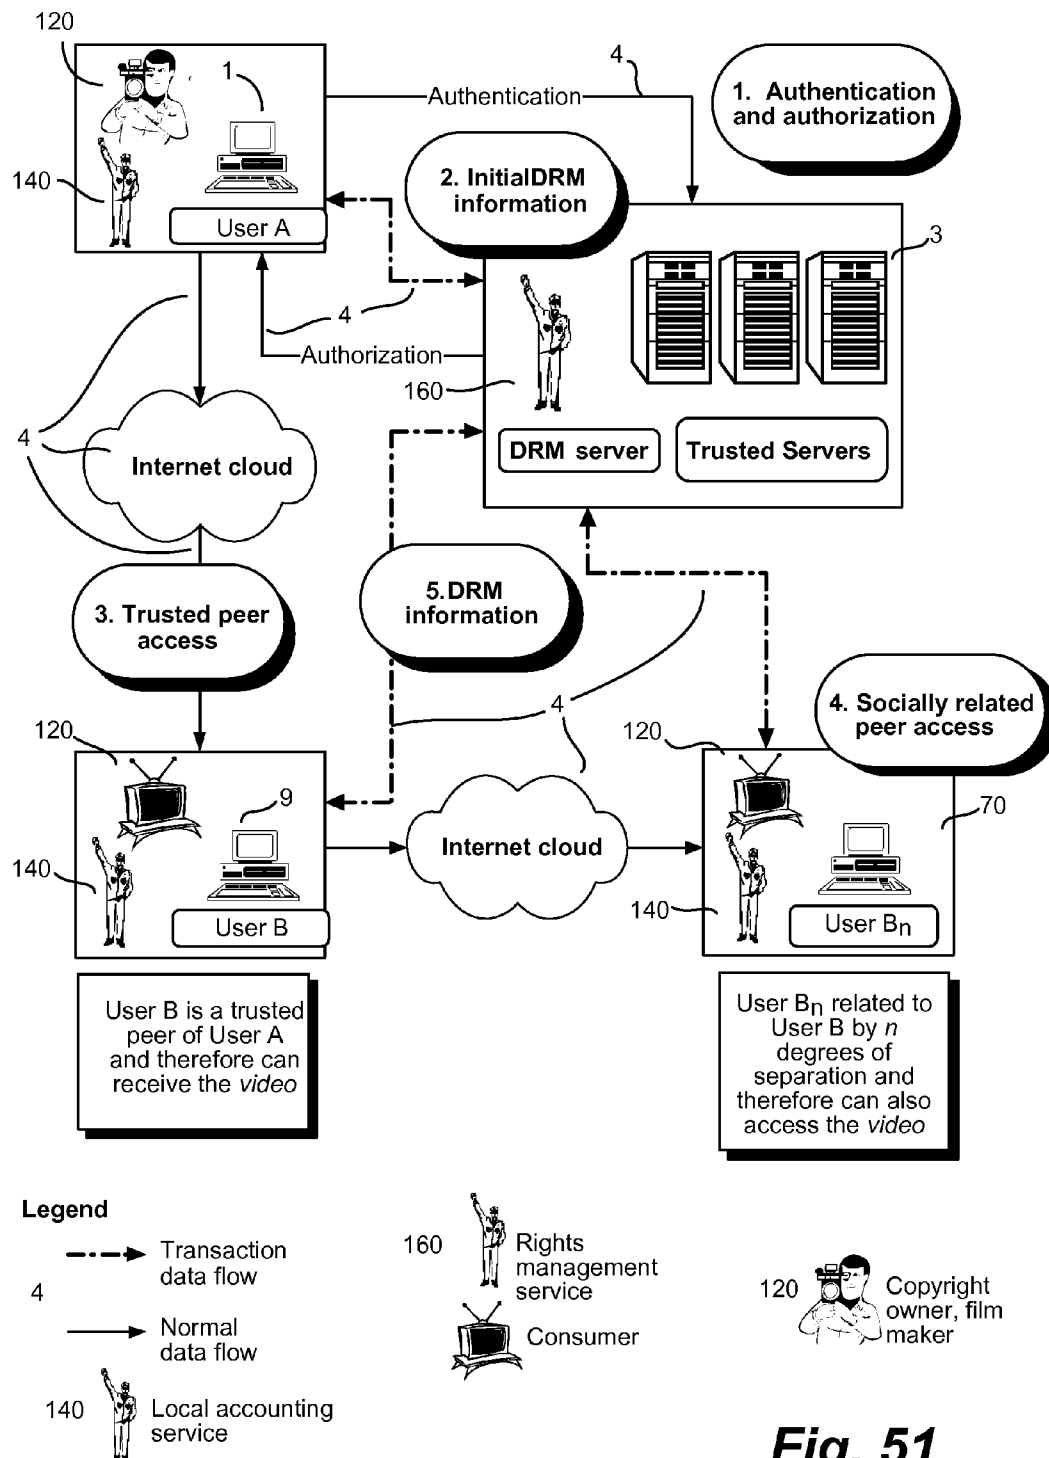 120
1
4
Authentication
1. Authentication
and authorization
140
User A
2. InitialDRM
information
3
4
Authorization
160
DRM server
Trusted Servers
4
Internet cloud
5.DRM
information
3. Trusted peer
access
4
4. Socially related
peer access
120
9
140
User B
Internet cloud
120
70
140
User Bn
User B is a trusted
peer of User A
and therefore can
receive the video
User Bn related to
User B by n
degrees of
separation and
therefore can also
access the video
Legend
Transaction
data flow
4
Normal
data flow
140
Local accounting
service
160
Rights
management
service
Consumer
120
Copyright
owner, film
maker
Fig. 51